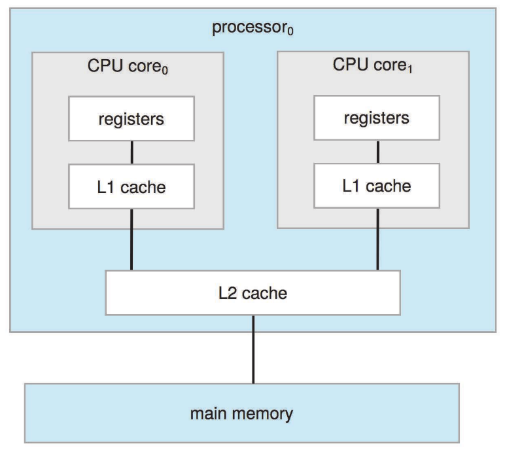 processor₀
CPU core₀
CPU core₁
registers
registers
L1 cache
L1 cache
L2 cache
main memory